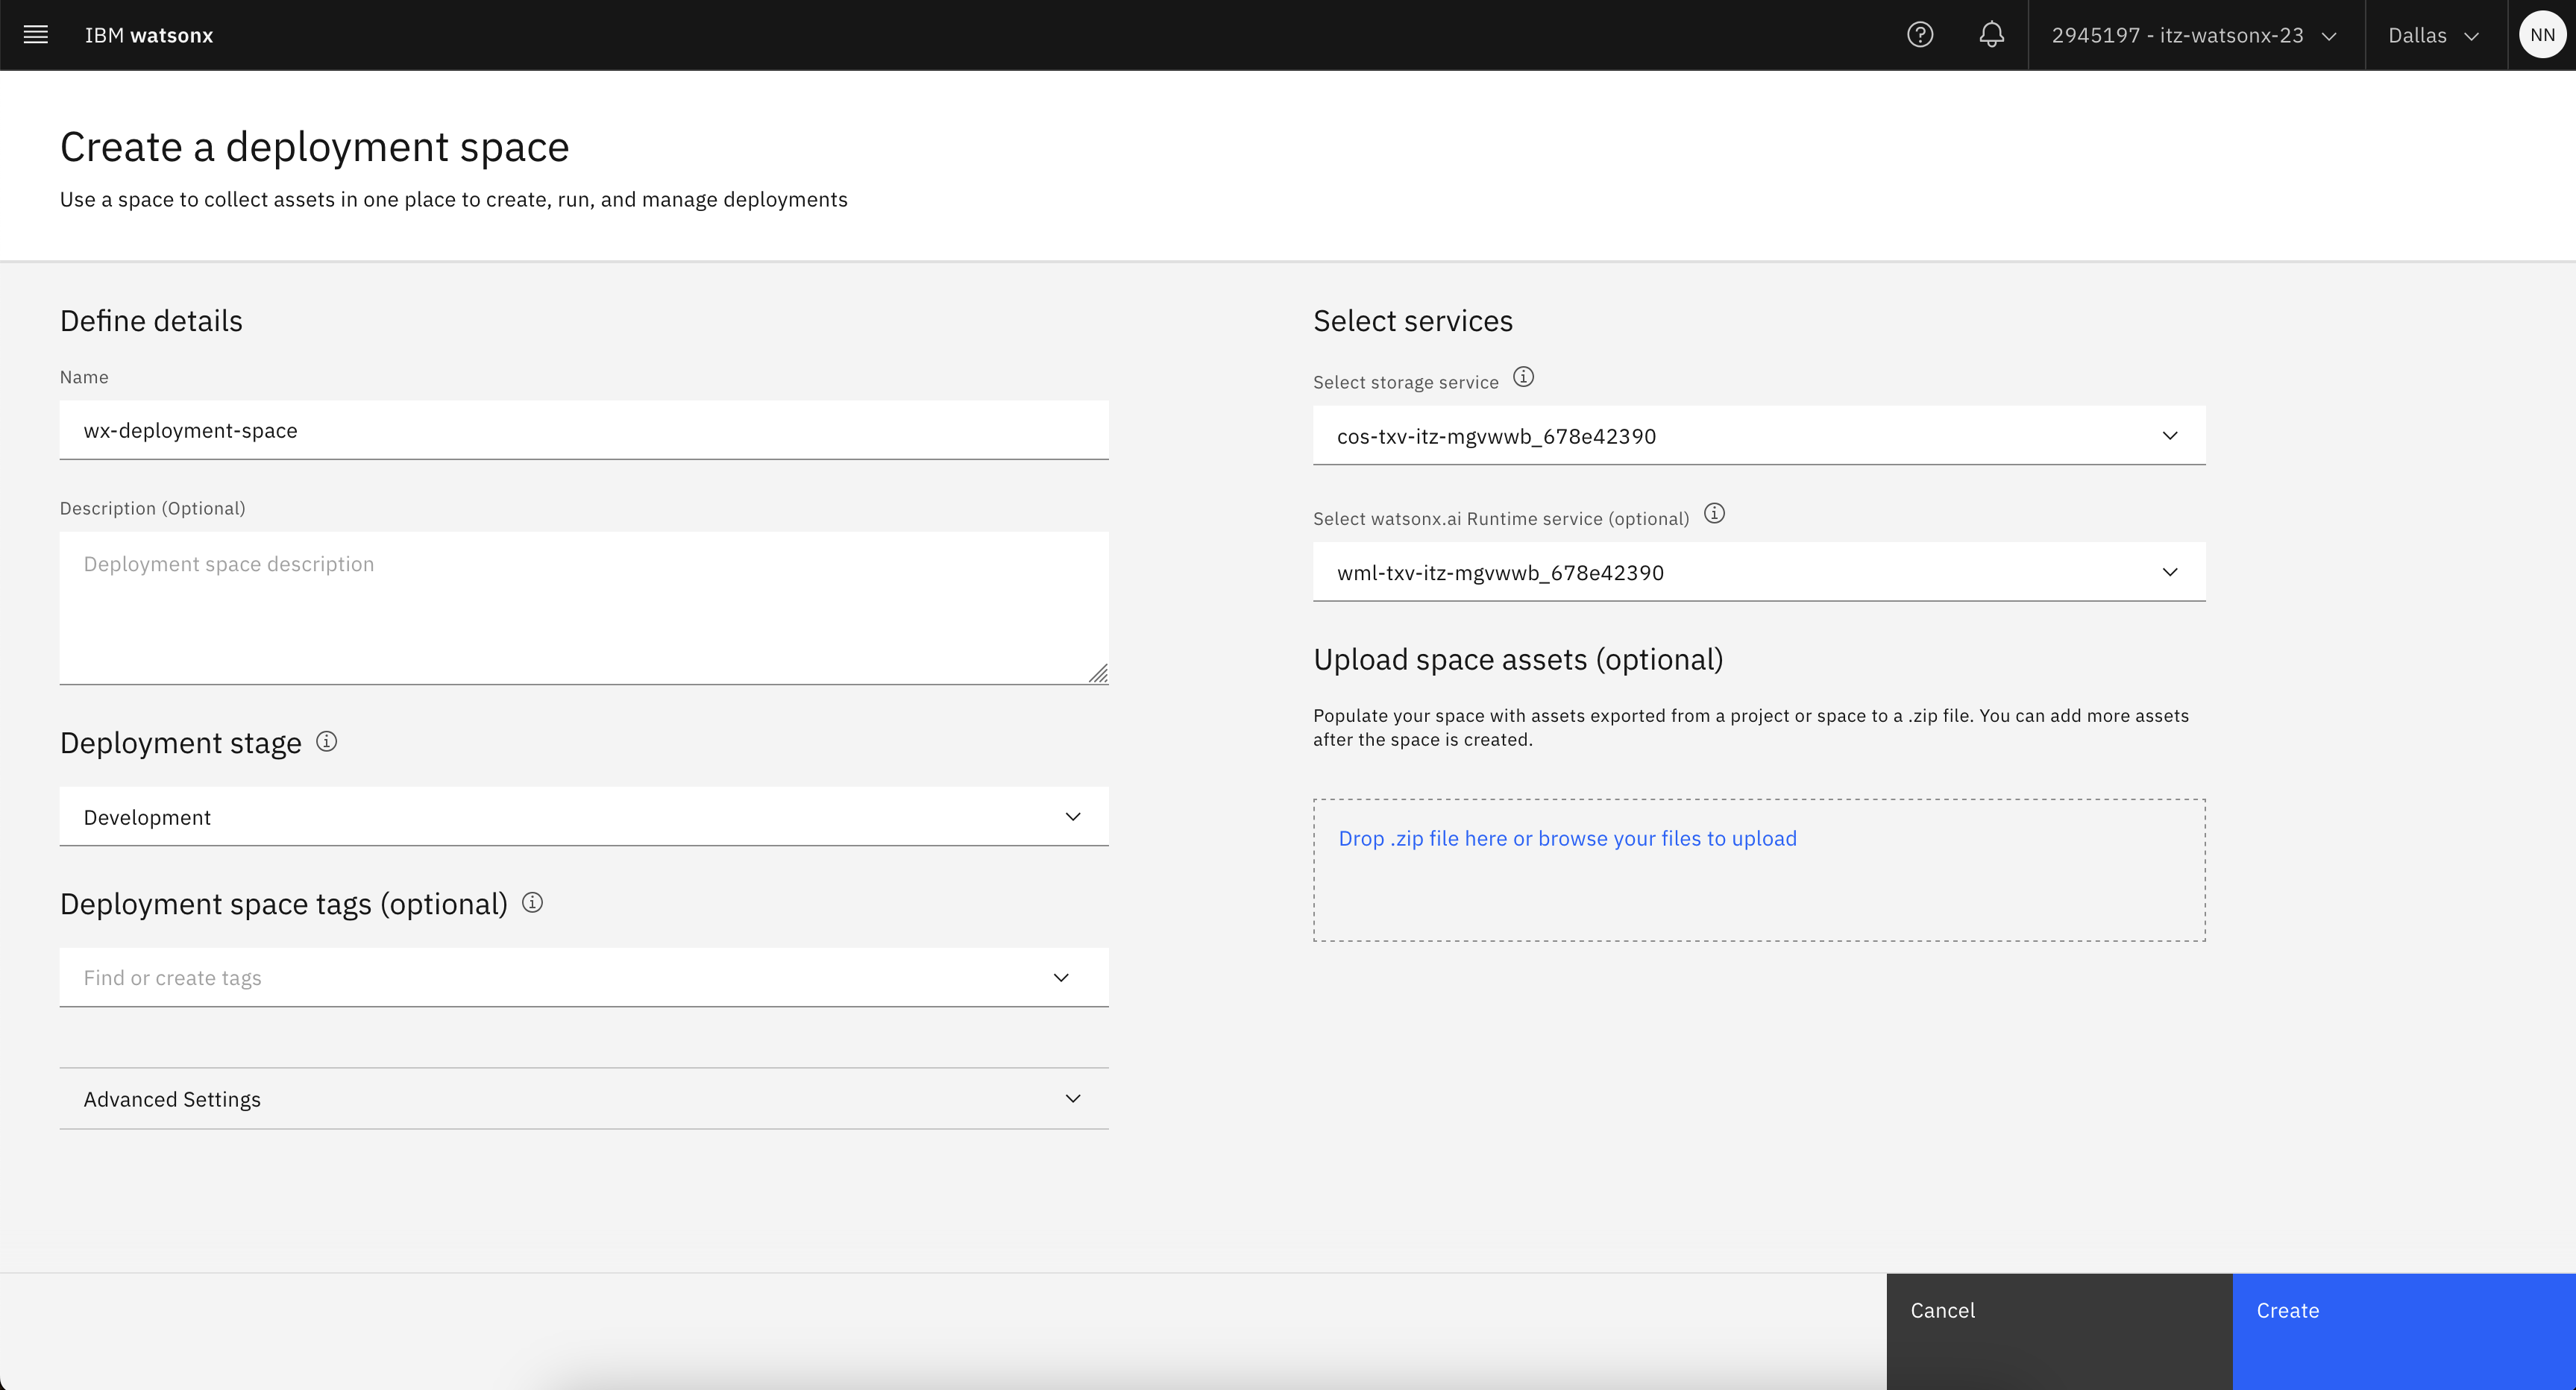 IBM watsonx
2945197 - itz-watsonx-23
Dallas
NN
Create a deployment space
Use a space to collect assets in one place to create, run, and manage deployments
Define details
Name
wx-deployment-space
Description (Optional)
Deployment space description
Deployment stage
Development
Deployment space tags (optional)
Find or create tags
Advanced Settings
Select services
Select storage service
cos-txv-itz-mgvwwb_678e42390
Select watsonx.ai Runtime service (optional)
wml-txv-itz-mgvwwb_678e42390
Upload space assets (optional)
Populate your space with assets exported from a project or space to a .zip file. You can add more assets
after the space is created.
Drop .zip file here or browse your files to upload
Cancel
Create